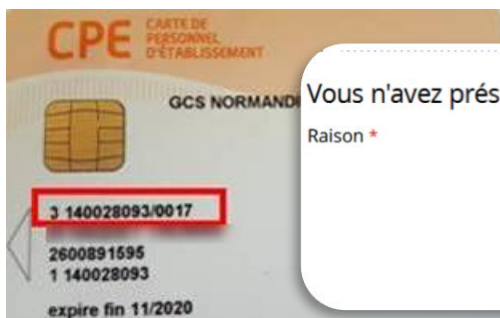 CPE CARTE DE
PERSONNEL
D'ÉTABLISSEMENT
GCS NORMANDI
3 140028093/0017
2600891595
1 140028093
expire fin 11/2020
Vous n'avez prés
Raison *